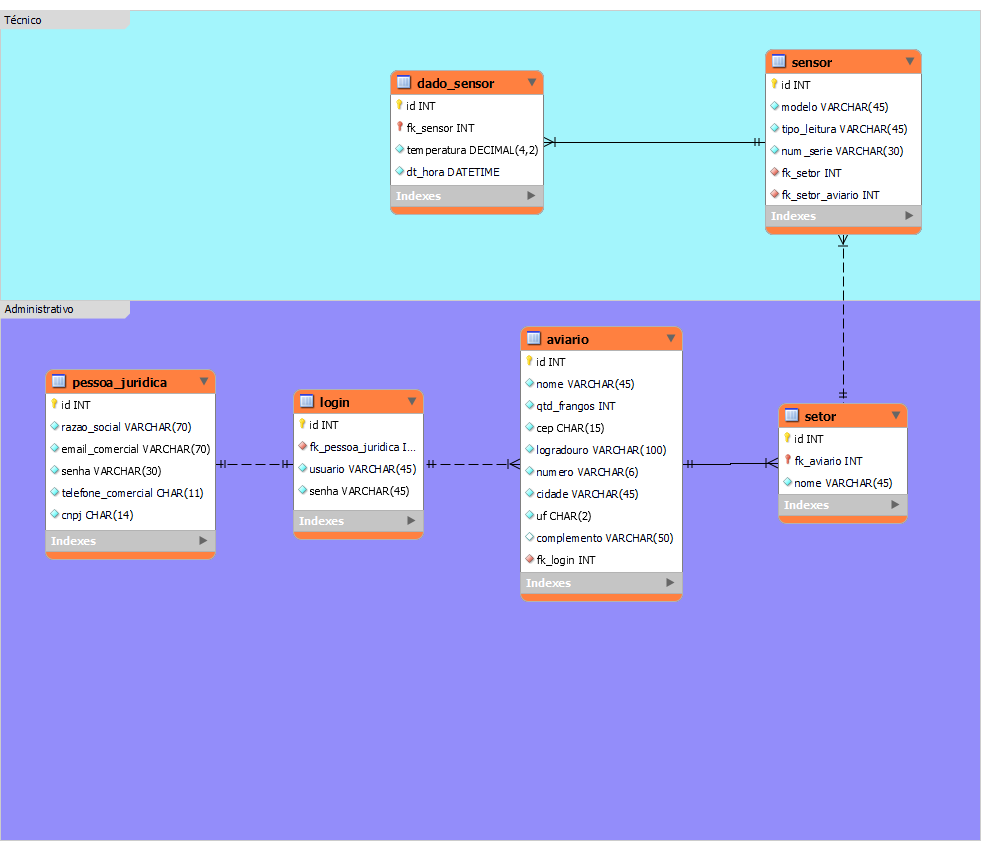 Técnico
dado_sensor
id INT
fk_sensor INT
temperatura DECIMAL(4,2)
dt_hora DATETIME
Indexes
sensor
id INT
modelo VARCHAR(45)
tipo_leitura VARCHAR(45)
num_serie VARCHAR(30)
fk_setor INT
fk_setor_aviario INT
Indexes
Administrativo
pessoa_juridica
id INT
razao_social VARCHAR(70)
email_comercial VARCHAR(70)
senha VARCHAR(30)
telefone_comercial CHAR(11)
cnpj CHAR(14)
Indexes
login
id INT
fk_pessoa_juridica I...
usuario VARCHAR(45)
senha VARCHAR(45)
Indexes
aviario
id INT
nome VARCHAR(45)
qtd_frangos INT
cep CHAR(15)
logradouro VARCHAR(100)
numero VARCHAR(6)
cidade VARCHAR(45)
uf CHAR(2)
complemento VARCHAR(50)
fk_login INT
Indexes
setor
id INT
fk_aviario INT
nome VARCHAR(45)
Indexes